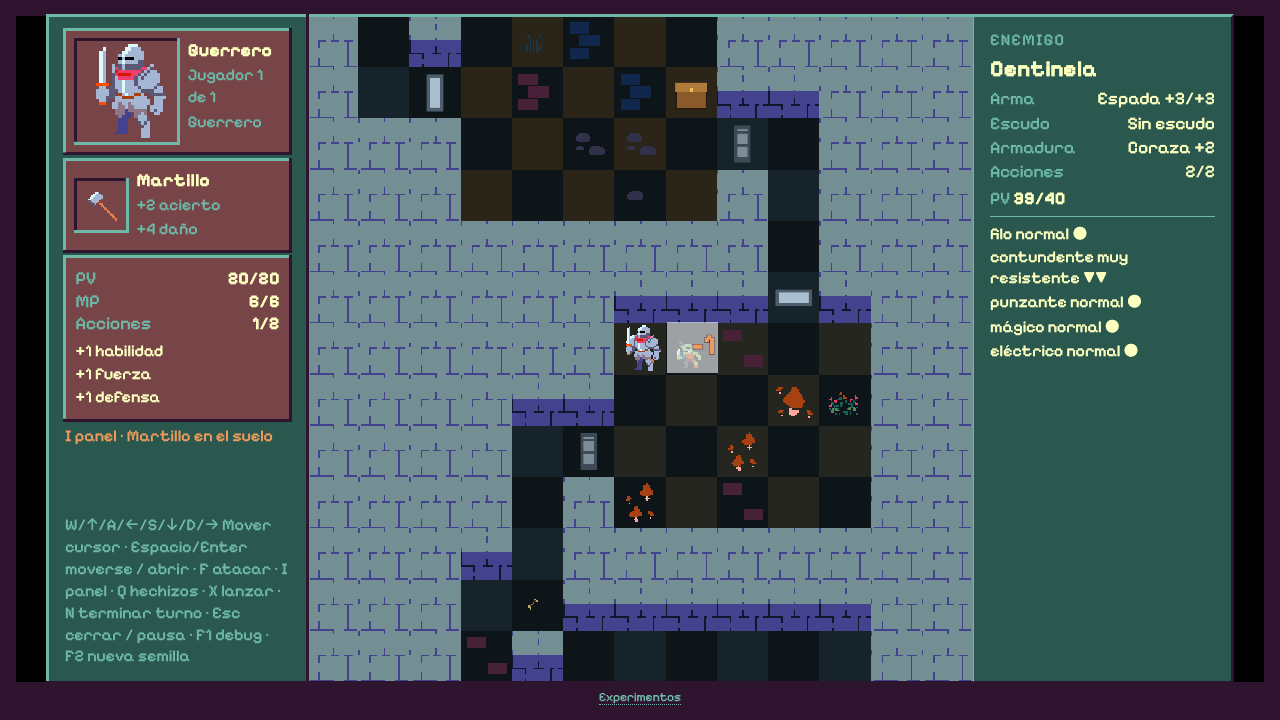 Guerrero
Jugador 1
de 1
Guerrero
Martillo
+2 acierto
+4 daño
PV 80/80
MP 6/6
Acciones 1/2
+1 habilidad
+1 fuerza
+1 defensa
I panel · Martillo en el suelo
W/↑/A/←/S/↓/D/→ Mover
cursor · Espacio/Enter
moverse / abrir · F atacar · I
panel · Q hechizos · X lanzar ·
N terminar turno · Esc
cerrar / pausa · F1 debug ·
F2 nueva semilla
-1
ENEMIGO
Centinela
Arma Espada +3/+3
Escudo Sin escudo
Armadura Coraza +2
Acciones 2/2
PV 39/40
filo normal
contundente muy
resistente ▼▼
punzante normal
mágico normal
eléctrico normal
Experimentos